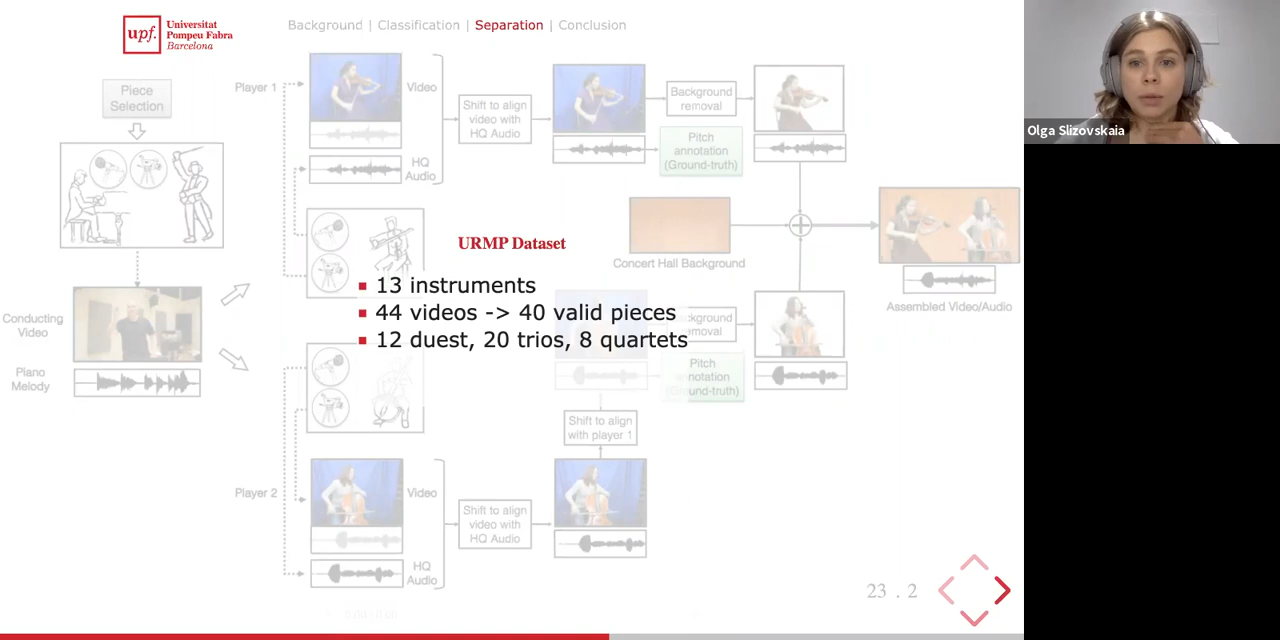 upf.
Universitat
Pompeu Fabra
Barcelona
Background | Classification | Separation | Conclusion
Piece
Selection
Conducting
Video
Piano
Melody
Player 1
Video
HQ
Audio
Shift to align
video with
HQ Audio
Background
removal
Pitch
annotation
(Ground-truth)
Concert Hall Background
Assembled Video/Audio
URMP Dataset
13 instruments
44 videos -> 40 valid pieces
12 duest, 20 trios, 8 quartets
removal
Pitch
Shift to align
with player 1
Player 2
Video
HQ
Audio
Shift to align
video with
HQ Audio
23 . 2
Olga Slizovskaia